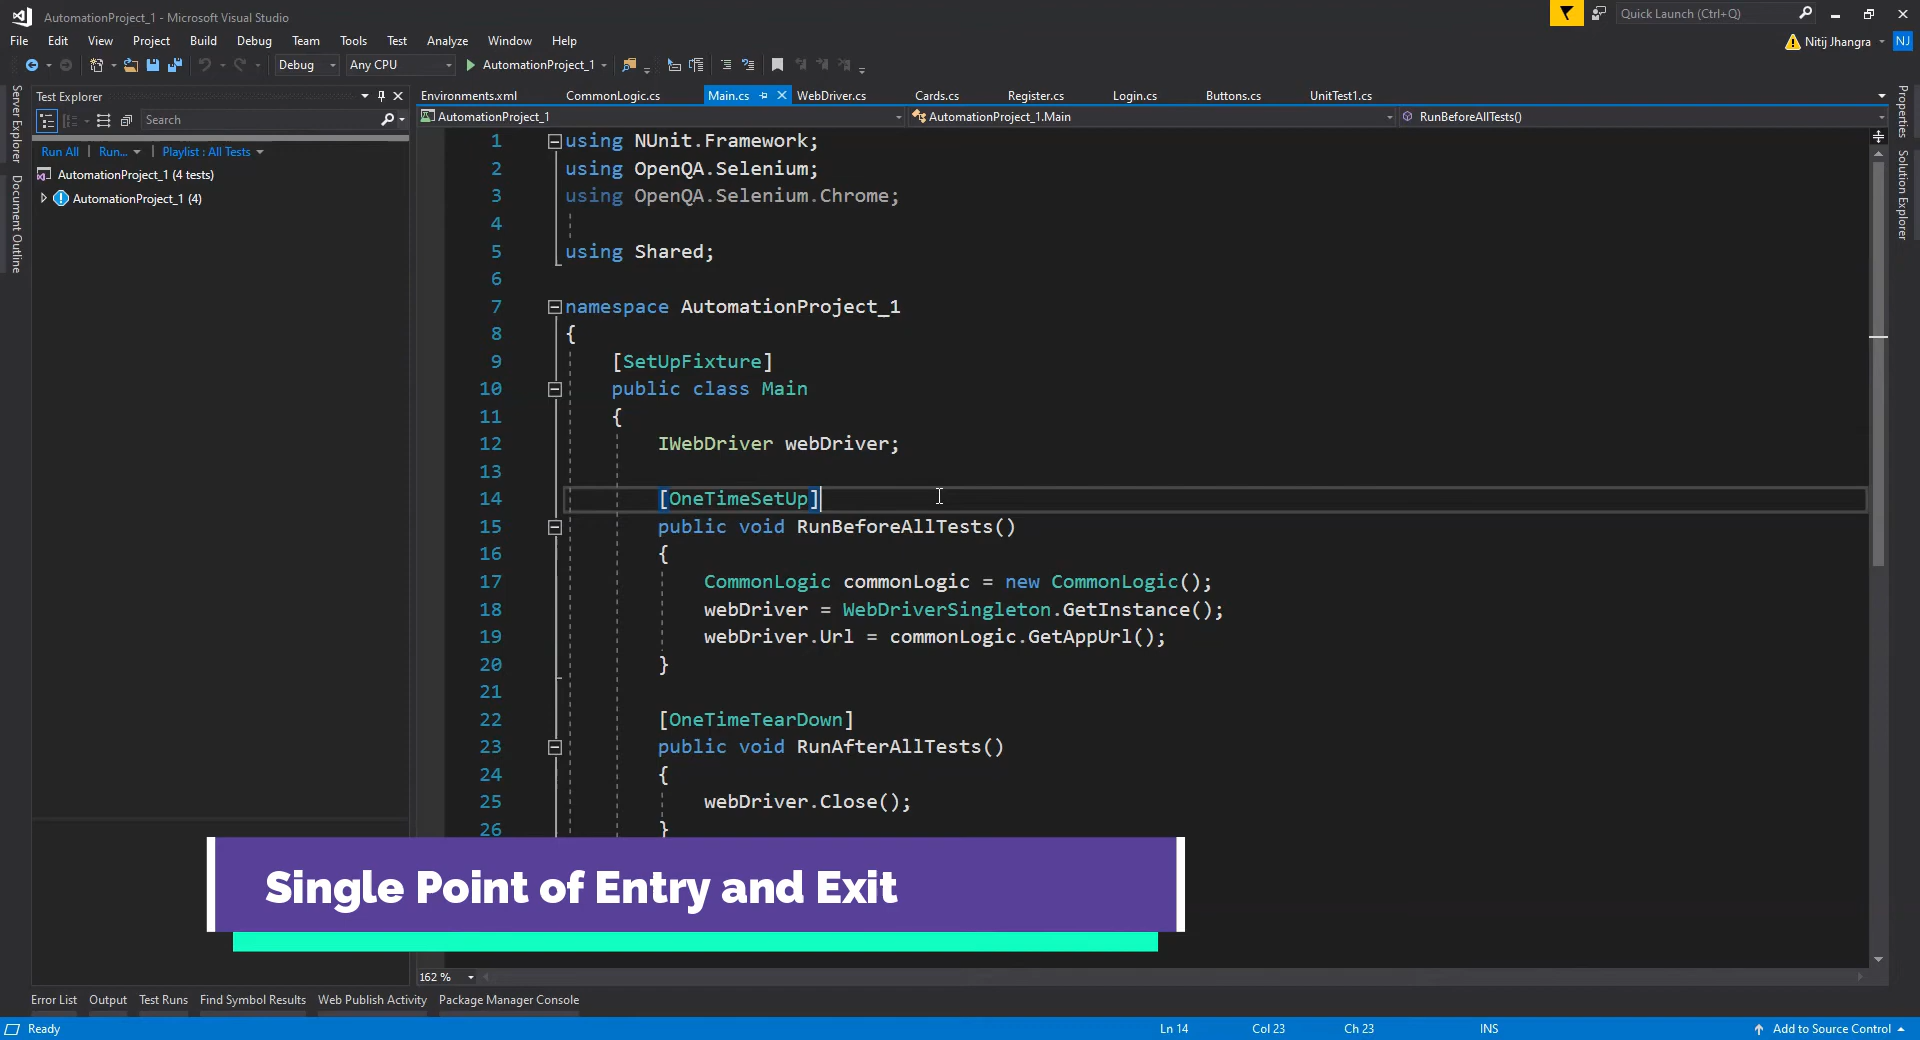 AutomationProject_1 - Microsoft Visual Studio
Quick Launch (Ctrl+Q)
File Edit View Project Build Debug Team Tools Test Analyze Window Help
Nitij Jhangra NJ
Debug Any CPU AutomationProject_1
Server Explorer
Document Outline
Test Explorer
Search
Run All Run... Playlist : All Tests
AutomationProject_1 (4 tests)
AutomationProject_1 (4)
Environments.xml CommonLogic.cs Main.cs WebDriver.cs Cards.cs Register.cs Login.cs Buttons.cs UnitTest1.cs
AutomationProject_1 AutomationProject_1.Main RunBeforeAllTests()
1 using NUnit.Framework;
2 using OpenQA.Selenium;
3 using OpenQA.Selenium.Chrome;
4
5 using Shared;
6
7 namespace AutomationProject_1
8 {
9 [SetUpFixture]
10 public class Main
11 {
12 IWebDriver webDriver;
13
14 [OneTimeSetUp]
15 public void RunBeforeAllTests()
16 {
17 CommonLogic commonLogic = new CommonLogic();
18 webDriver = WebDriverSingleton.GetInstance();
19 webDriver.Url = commonLogic.GetAppUrl();
20 }
21
22 [OneTimeTearDown]
23 public void RunAfterAllTests()
24 {
25 webDriver.Close();
26 }
Single Point of Entry and Exit
Properties
Solution Explorer
162 %
Error List Output Test Runs Find Symbol Results Web Publish Activity Package Manager Console
Ready Ln 14 Col 23 Ch 23 INS Add to Source Control